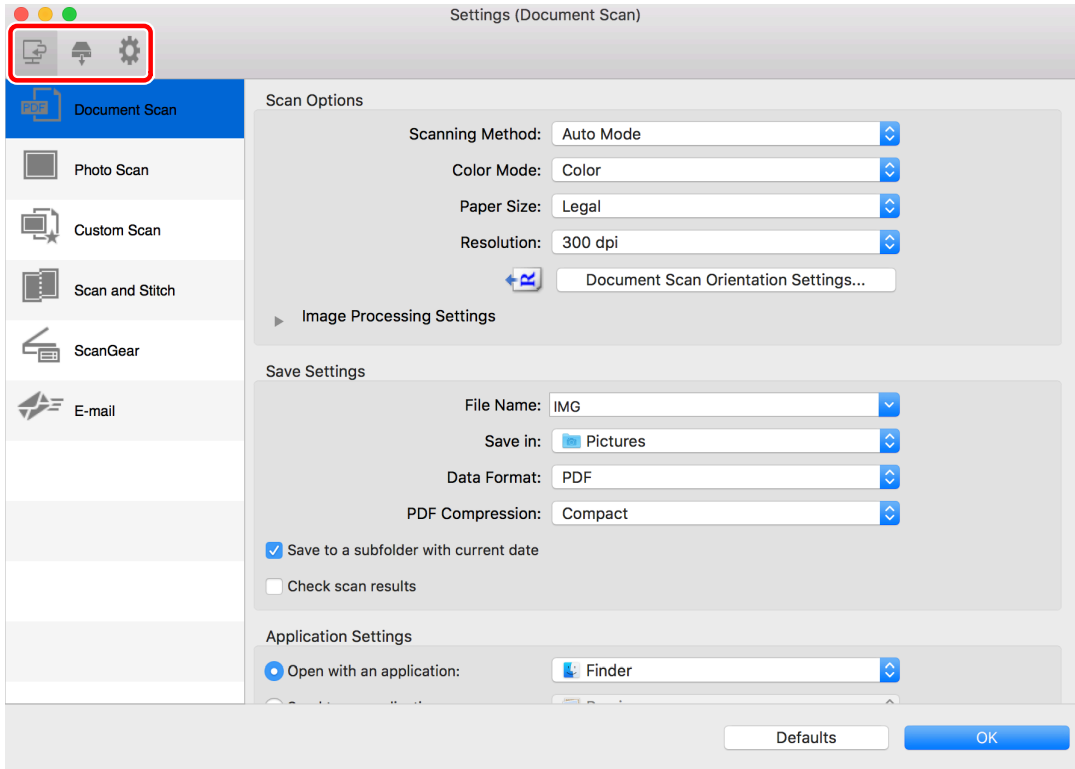 Settings (Document Scan)
PDF
Document Scan
Photo Scan
Custom Scan
Scan and Stitch
ScanGear
E-mail
Scan Options
Scanning Method: Auto Mode
Color Mode: Color
Paper Size: Legal
Resolution: 300 dpi
R Document Scan Orientation Settings...
Image Processing Settings
Save Settings
File Name: IMG
Save in: Pictures
Data Format: PDF
PDF Compression: Compact
Save to a subfolder with current date
Check scan results
Application Settings
Open with an application: Finder
Defaults OK